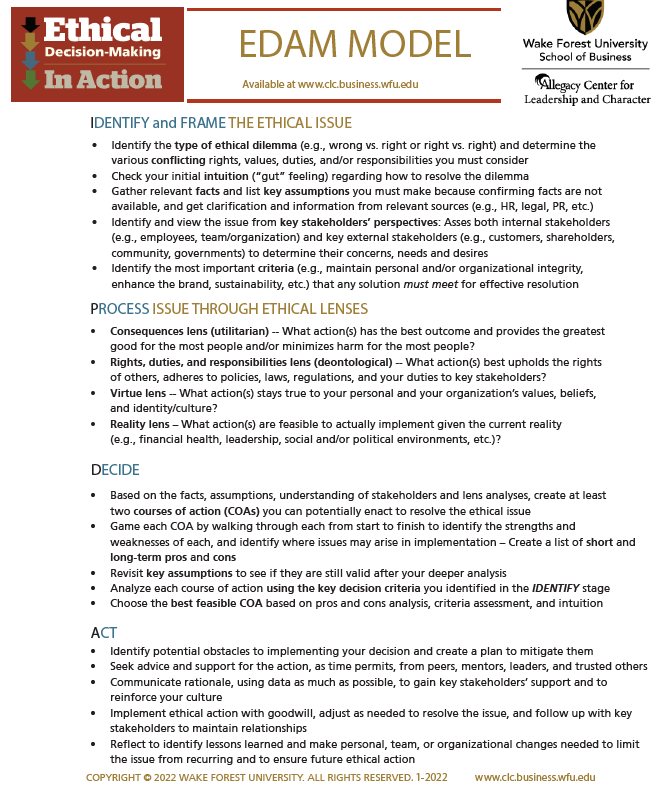 Ethical
Decision-Making
In Action
EDAM MODEL
Available at www.clc.business.wfu.edu
Wake Forest University
School of Business
Allegacy Center for
Leadership and Character
IDENTIFY and FRAME THE ETHICAL ISSUE
• Identify the type of ethical dilemma (e.g., wrong vs. right or right vs. right) and determine the
various conflicting rights, values, duties, and/or responsibilities you must consider
• Check your initial intuition ("gut" feeling) regarding how to resolve the dilemma
• Gather relevant facts and list key assumptions you must make because confirming facts are not
available, and get clarification and information from relevant sources (e.g., HR, legal, PR, etc.)
• Identify and view the issue from key stakeholders' perspectives: Asses both internal stakeholders
(e.g., employees, team/organization) and key external stakeholders (e.g., customers, shareholders,
community, governments) to determine their concerns, needs and desires
• Identify the most important criteria (e.g., maintain personal and/or organizational integrity,
enhance the brand, sustainability, etc.) that any solution must meet for effective resolution
PROCESS ISSUE THROUGH ETHICAL LENSES
• Consequences lens (utilitarian) -- What action(s) has the best outcome and provides the greatest
good for the most people and/or minimizes harm for the most people?
• Rights, duties, and responsibilities lens (deontological) -- What action(s) best upholds the rights
of others, adheres to policies, laws, regulations, and your duties to key stakeholders?
• Virtue lens -- What action(s) stays true to your personal and your organization's values, beliefs,
and identity/culture?
• Reality lens – What action(s) are feasible to actually implement given the current reality
(e.g., financial health, leadership, social and/or political environments, etc.)?
DECIDE
• Based on the facts, assumptions, understanding of stakeholders and lens analyses, create at least
two courses of action (COAs) you can potentially enact to resolve the ethical issue
• Game each COA by walking through each from start to finish to identify the strengths and
weaknesses of each, and identify where issues may arise in implementation – Create a list of short and
long-term pros and cons
• Revisit key assumptions to see if they are still valid after your deeper analysis
• Analyze each course of action using the key decision criteria you identified in the IDENTIFY stage
• Choose the best feasible COA based on pros and cons analysis, criteria assessment, and intuition
ACT
• Identify potential obstacles to implementing your decision and create a plan to mitigate them
• Seek advice and support for the action, as time permits, from peers, mentors, leaders, and trusted others
• Communicate rationale, using data as much as possible, to gain key stakeholders' support and to
reinforce your culture
• Implement ethical action with goodwill, adjust as needed to resolve the issue, and follow up with key
stakeholders to maintain relationships
• Reflect to identify lessons learned and make personal, team, or organizational changes needed to limit
the issue from recurring and to ensure future ethical action
COPYRIGHT © 2022 WAKE FOREST UNIVERSITY. ALL RIGHTS RESERVED. 1-2022 www.clc.business.wfu.edu